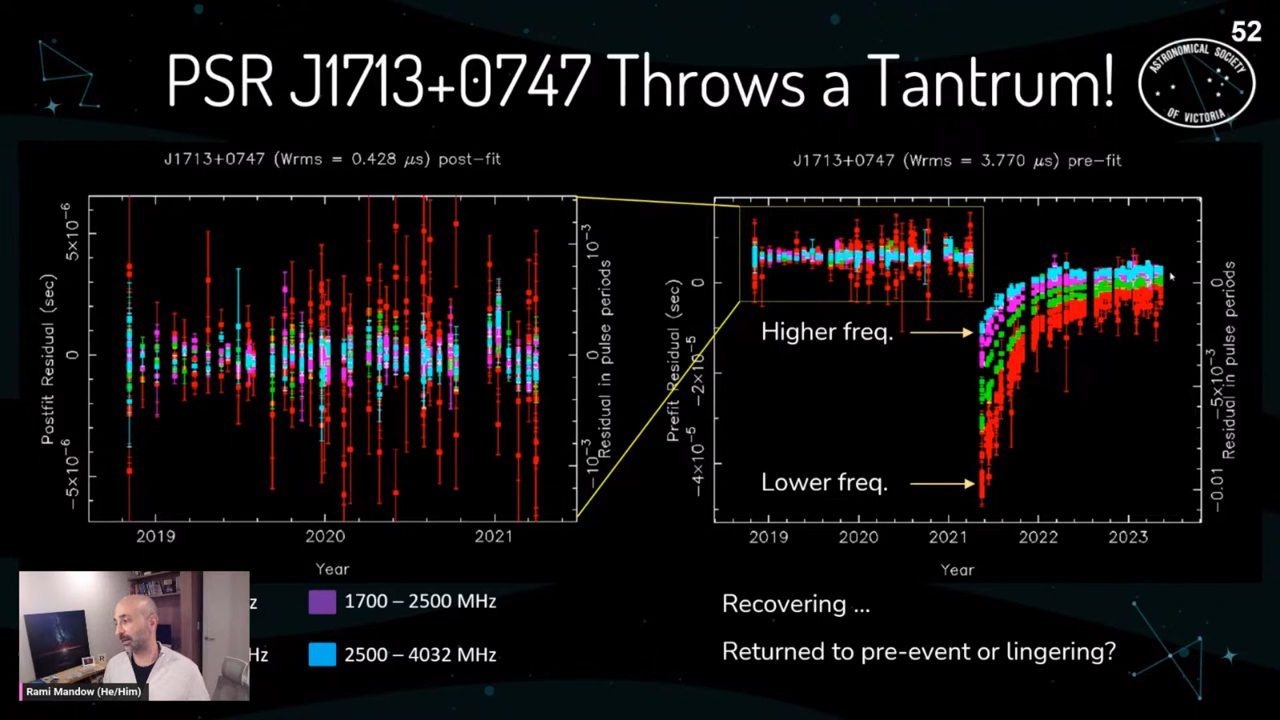 52
PSR J1713+0747 Throws a Tantrum!
ASTRONOMICAL SOCIETY
OF VICTORIA
J1713+0747 (Wrms = 0.428 μs) post-fit
Postfit Residual (sec)
5×10⁻⁶
0
−5×10⁻⁶
10⁻³
0
−10⁻³
Residual in pulse periods
2019
2020
2021
Year
J1713+0747 (Wrms = 3.770 μs) pre-fit
Prefit Residual (sec)
0
−2×10⁻⁵
−4×10⁻⁵
0
−5×10⁻³
−0.01
Residual in pulse periods
Higher freq.
Lower freq.
2019
2020
2021
2022
2023
Year
z
1700 – 2500 MHz
Hz
2500 – 4032 MHz
Recovering ...
Returned to pre-event or lingering?
Rami Mandow (He/Him)